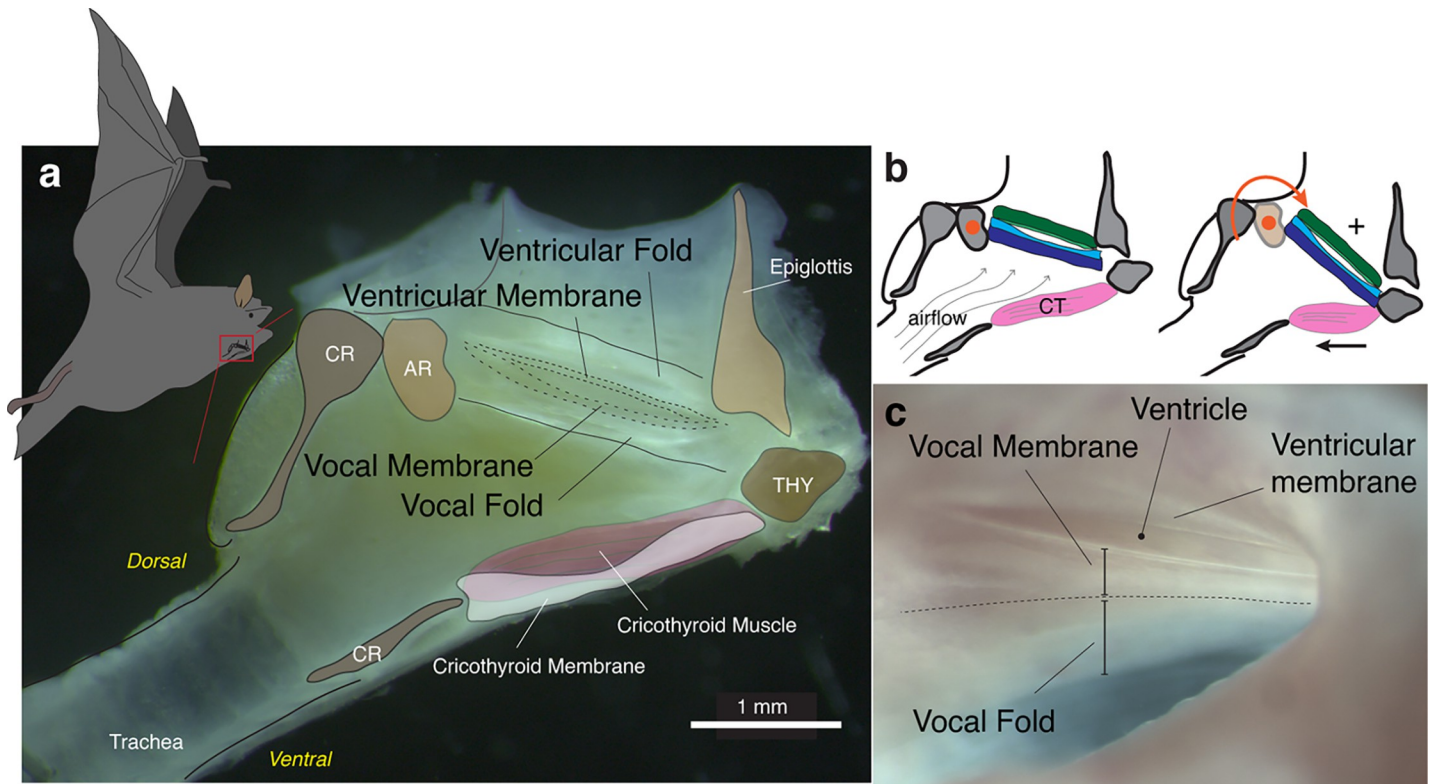 a
Ventricular Fold
Ventricular Membrane
Epiglottis
CR
AR
Vocal Membrane
Vocal Fold
THY
Dorsal
Cricothyroid Muscle
CR
Cricothyroid Membrane
1 mm
Trachea
Ventral
b
airflow
CT
+
c
Ventricle
Vocal Membrane
Ventricular
membrane
Vocal Fold